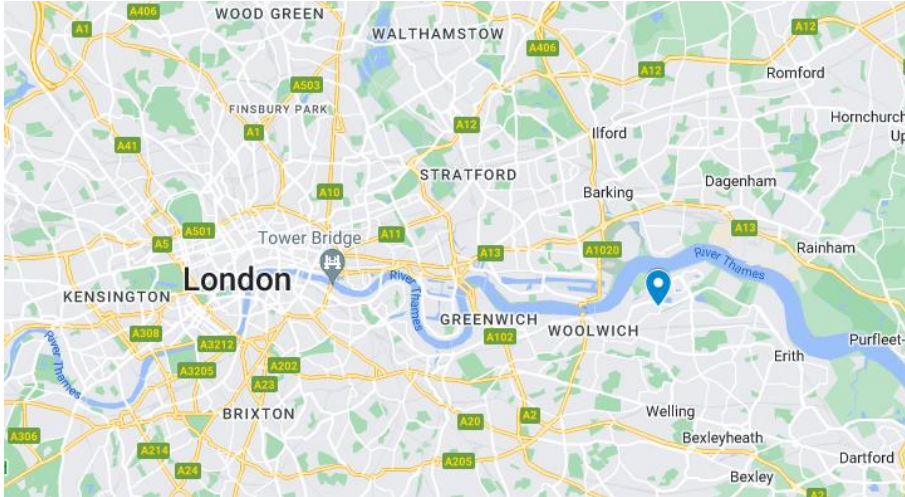 A406
WOOD GREEN
A1
WALTHAMSTOW
A406
A12
A12
Romford
A503
FINSBURY PARK
Hornchurch
Up
A1
A12
Ilford
A41
STRATFORD
Dagenham
A10
Barking
A501
A11
A13
A5
Tower Bridge
A13
A1020
Rainham
London
River Thames
River Thames
KENSINGTON
GREENWICH
WOOLWICH
A308
A102
Purfleet-
A3212
River Thames
Erith
A202
A3205
A23
BRIXTON
A20
A2
Welling
A306
Bexleyheath
A214
A205
Dartford
A24
Bexley
A2